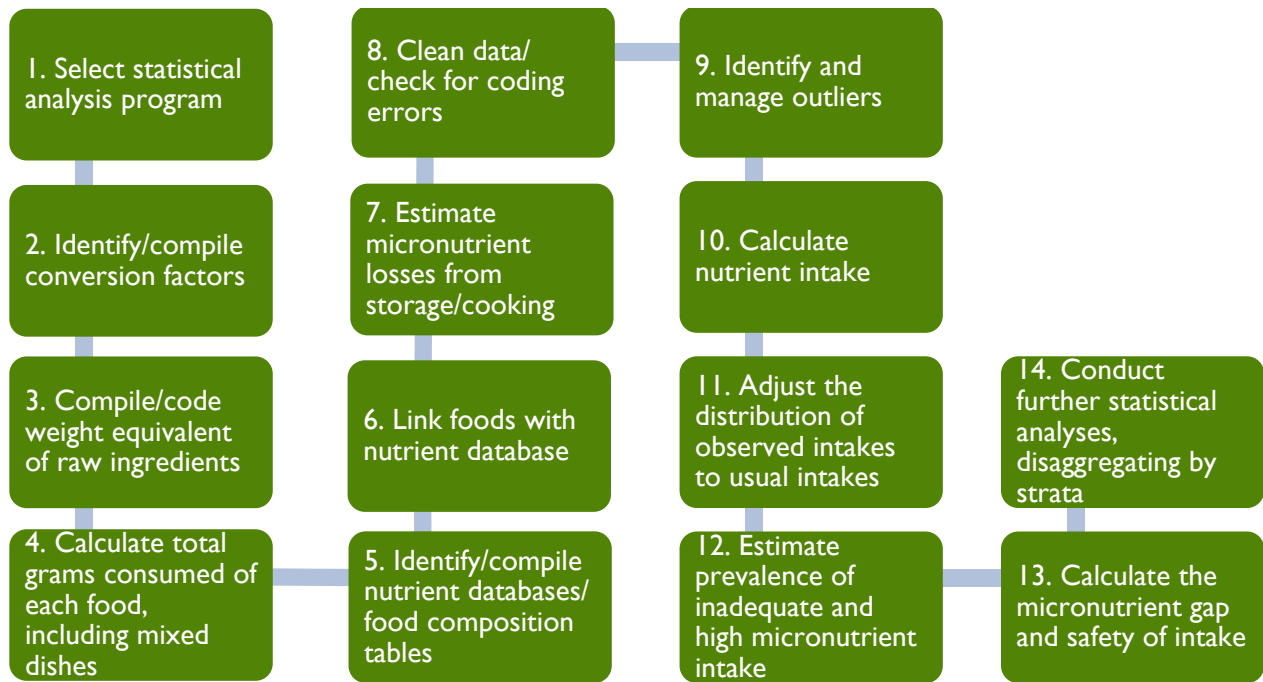 1. Select statistical
analysis program
2. Identify/compile
conversion factors
3. Compile/code
weight equivalent
of raw ingredients
4. Calculate total
grams consumed of
each food,
including mixed
dishes
5. Identify/compile
nutrient databases/
food composition
tables
6. Link foods with
nutrient database
7. Estimate
micronutrient
losses from
storage/cooking
8. Clean data/
check for coding
errors
9. Identify and
manage outliers
10. Calculate
nutrient intake
11. Adjust the
distribution of
observed intakes
to usual intakes
12. Estimate
prevalence of
inadequate and
high micronutrient
intake
13. Calculate the
micronutrient gap
and safety of intake
14. Conduct
further statistical
analyses,
disaggregating by
strata